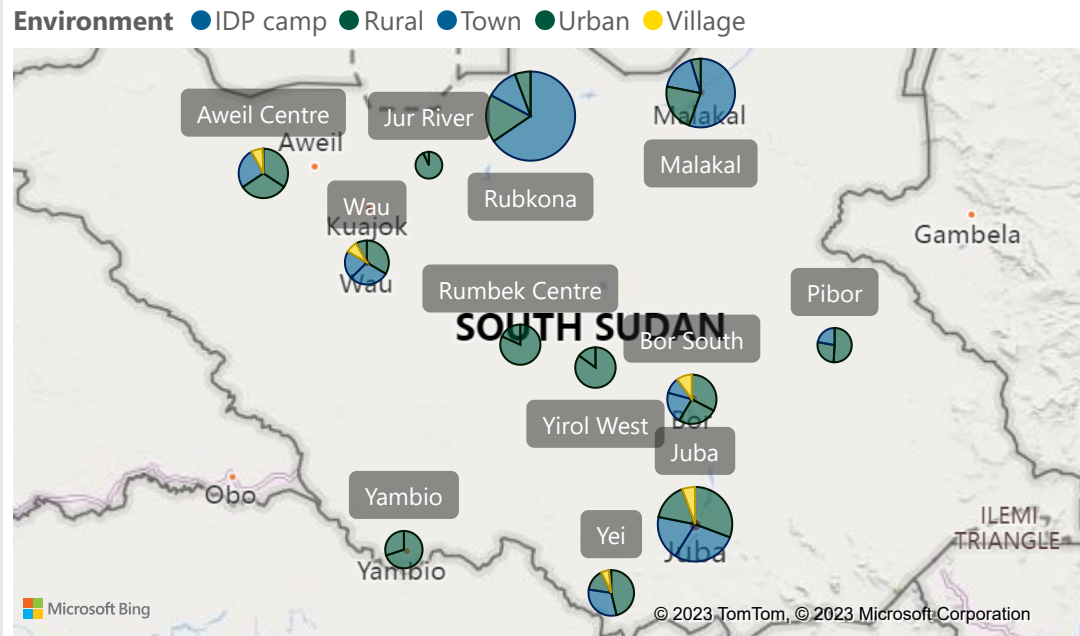 Environment IDP camp Rural Town Urban Village
Aweil Centre
Aweil
Jur River
Malakal
Malakal
Rubkona
Wau
Kuajok
Wau
Gambela
Rumbek Centre
Pibor
SOUTH SUDAN
Bor South
Bor
Yirol West
Juba
Yambio
Obo
Yei
Juba
ILEMI
TRIANGLE
Yambio
Microsoft Bing
© 2023 TomTom, © 2023 Microsoft Corporation